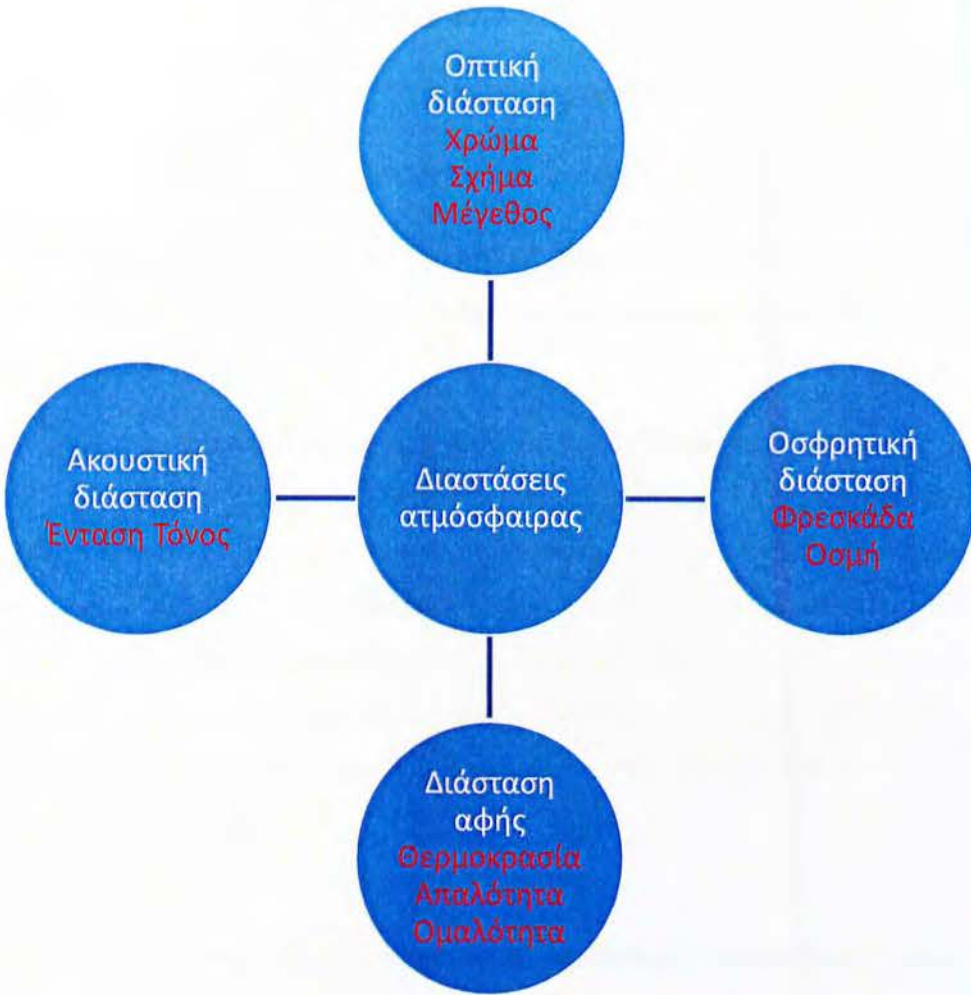 Οπτική
διάσταση
Χρώμα
Σχήμα
Μέγεθος
Ακουστική
διάσταση
Ένταση Τόνος
Διαστάσεις
ατμόσφαιρας
Οσφρητική
διάσταση
Φρεσκάδα
Οσμή
Διάσταση
αφής
Θερμοκρασία
Απαλότητα
Ομαλότητα